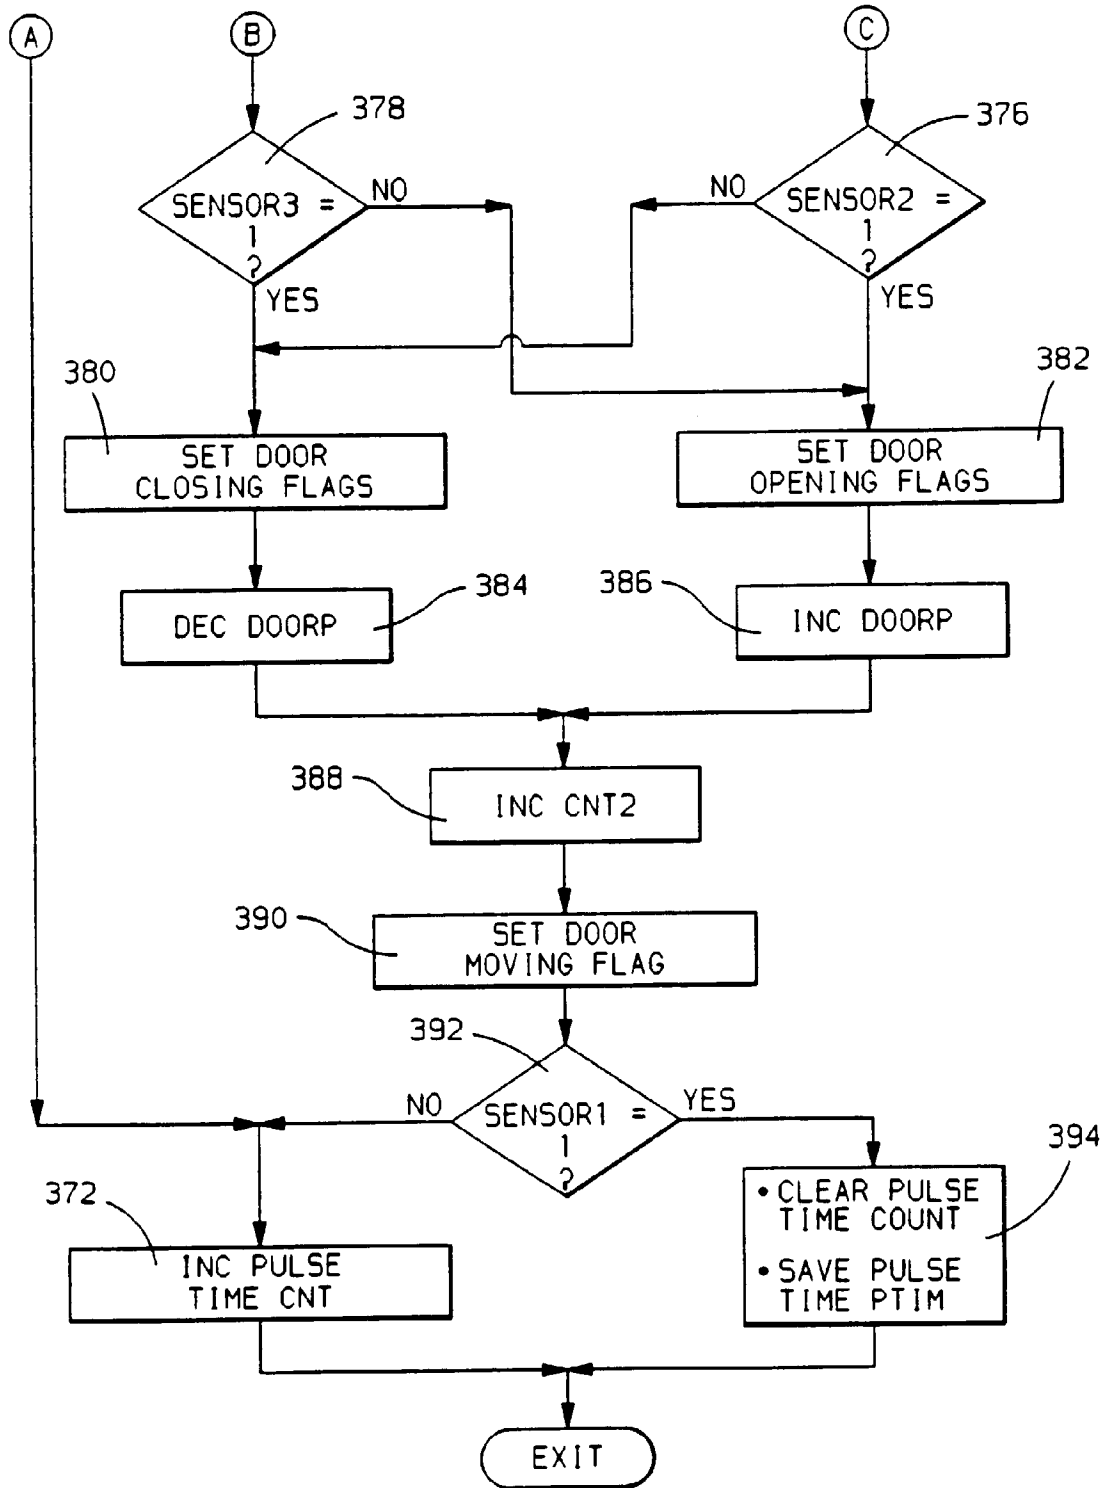 A
B
C
378
376
SENSOR3 =
1
?
NO
YES
NO
SENSOR2 =
1
?
YES
380
382
SET DOOR
CLOSING FLAGS
SET DOOR
OPENING FLAGS
384
386
DEC DOORP
INC DOORP
388
INC CNT2
390
SET DOOR
MOVING FLAG
392
NO
SENSOR1 =
1
?
YES
394
372
• CLEAR PULSE
TIME COUNT
• SAVE PULSE
TIME PTIM
INC PULSE
TIME CNT
EXIT